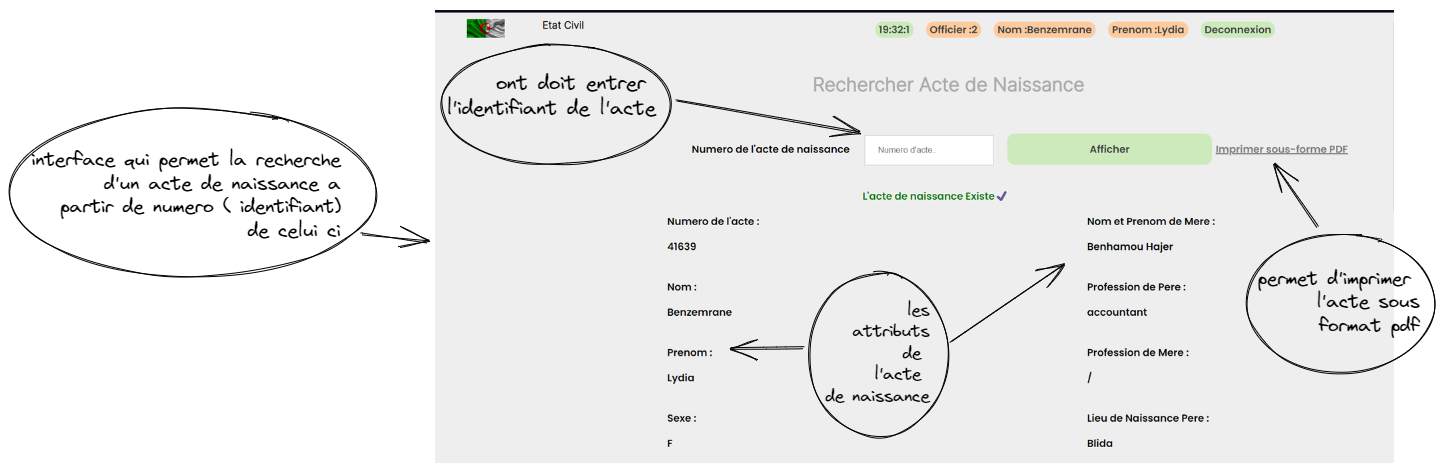 Etat Civil
19:32:1 Officier :2 Nom :Benzemrane Prenom :Lydia Deconnexion
ont doit entrer
l'identifiant de l'acte
Rechercher Acte de Naissance
Numero de l'acte de naissance Numero d'acte.. Afficher Imprimer sous-forme PDF
interface qui permet la recherche
d'un acte de naissance a
partir de numero ( identifiant)
de celui ci
L'acte de naissance Existe ✓
Numero de l'acte :
41639
Nom :
Benzemrane
Prenom :
Lydia
Sexe :
F
les
attributs
de
l'acte
de naissance
Nom et Prenom de Mere :
Benhamou Hajer
Profession de Pere :
accountant
Profession de Mere :
/
Lieu de Naissance Pere :
Blida
permet d'imprimer
l'acte sous
format pdf